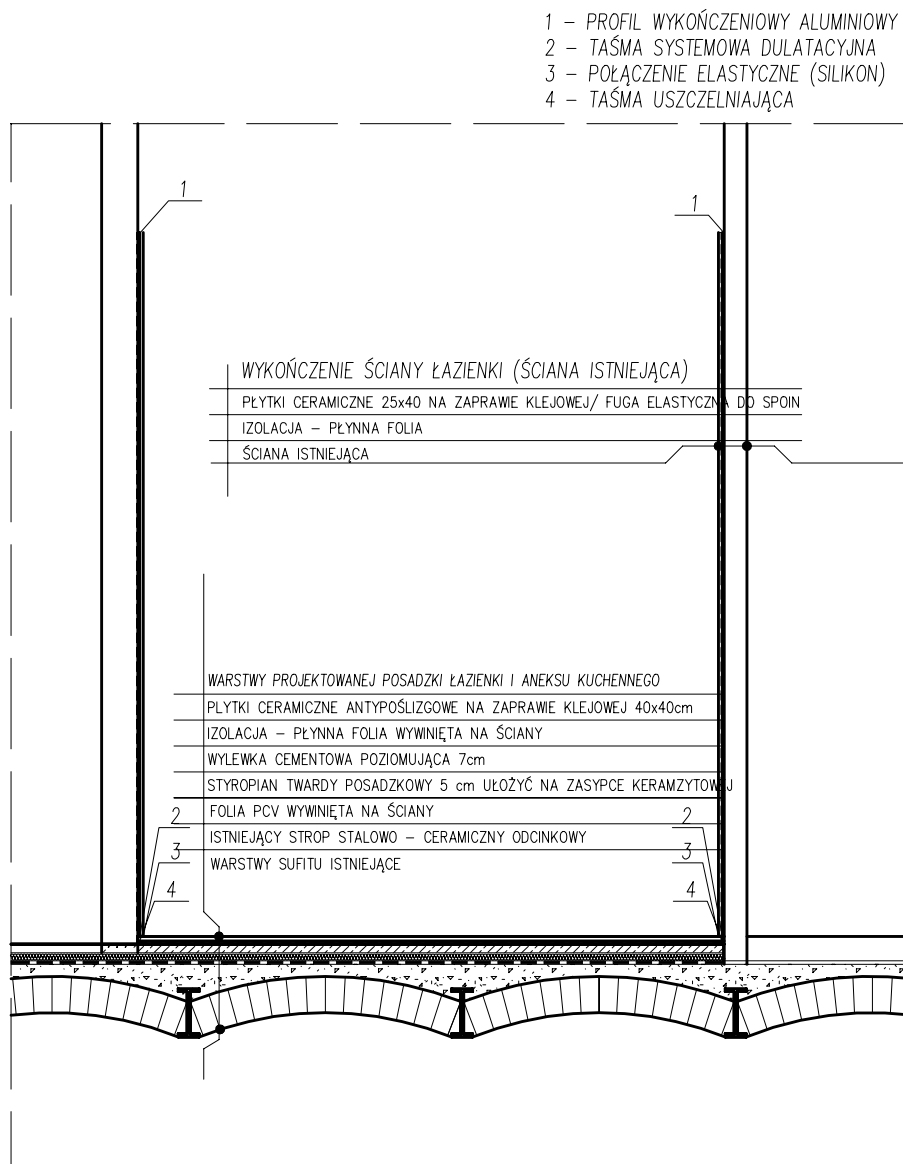 1 – PROFIL WYKOŃCZENIOWY ALUMINIOWY
2 – TAŚMA SYSTEMOWA DULATACYJNA
3 – POŁĄCZENIE ELASTYCZNE (SILIKON)
4 – TAŚMA USZCZELNIAJĄCA
1
1
WYKOŃCZENIE ŚCIANY ŁAZIENKI (ŚCIANA ISTNIEJĄCA)
PŁYTKI CERAMICZNE 25x40 NA ZAPRAWIE KLEJOWEJ/ FUGA ELASTYCZNA DO SPOIN
IZOLACJA – PŁYNNA FOLIA
ŚCIANA ISTNIEJĄCA
WARSTWY PROJEKTOWANEJ POSADZKI ŁAZIENKI I ANEKSU KUCHENNEGO
PLYTKI CERAMICZNE ANTYPOŚLIZGOWE NA ZAPRAWIE KLEJOWEJ 40x40cm
IZOLACJA – PŁYNNA FOLIA WYWINIĘTA NA ŚCIANY
WYLEWKA CEMENTOWA POZIOMUJĄCA 7cm
STYROPIAN TWARDY POSADZKOWY 5 cm UŁOŻYĆ NA ZASYPCE KERAMZYTOWEJ
FOLIA PCV WYWINIĘTA NA ŚCIANY
2
2
ISTNIEJĄCY STROP STALOWO – CERAMICZNY ODCINKOWY
3
3
WARSTWY SUFITU ISTNIEJĄCE
4
4